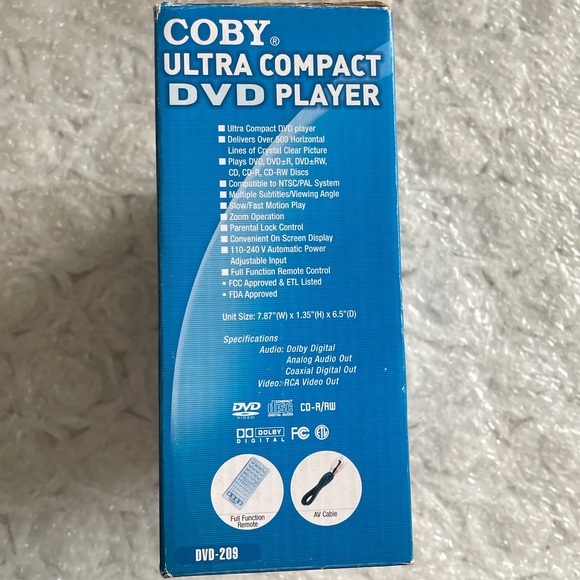 COBY®
ULTRA COMPACT
DVD PLAYER
■ Ultra Compact DVD player
■ Delivers Over 500 Horizontal
Lines of Crystal Clear Picture
■ Plays DVD, DVD±R, DVD±RW,
CD, CD-R, CD-RW Discs
■ Compatible to NTSC/PAL System
■ Multiple Subtitles/Viewing Angle
■ Slow/Fast Motion Play
■ Zoom Operation
■ Parental Lock Control
■ Convenient On Screen Display
■ 110-240 V Automatic Power
Adjustable Input
■ Full Function Remote Control
• FCC Approved & ETL Listed
• FDA Approved
Unit Size: 7.87"(W) x 1.35"(H) x 6.5"(D)
Specifications
Audio: Dolby Digital
Analog Audio Out
Coaxial Digital Out
Video: RCA Video Out
DVD VIDEO COMPACT disc DIGITAL AUDIO CD-R/RW
DOLBY DIGITAL FC ETL
Full Function Remote AV Cable
DVD-209